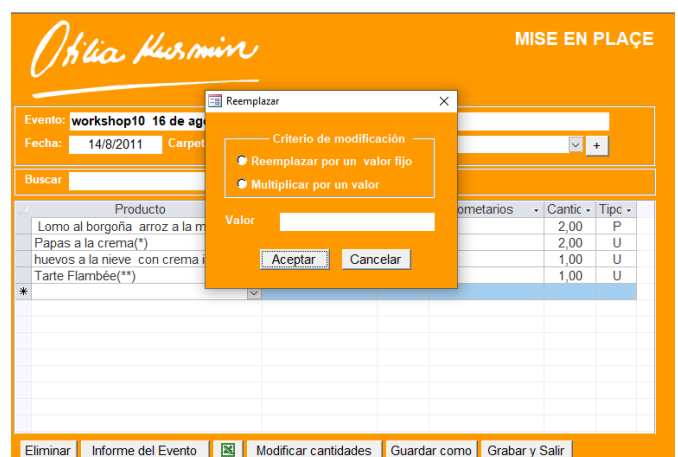 Otilia Kusmin
MISE EN PLAÇE
Reemplazar
Evento: workshop10 16 de ag
Fecha: 14/8/2011 Carpet
+
Criterio de modificación
Reemplazar por un valor fijo
Multiplicar por un valor
Buscar
Valor
Aceptar Cancelar
Producto ometarios Cantic Tipc
Lomo al borgoña arroz a la m 2,00 P
Papas a la crema(*) 2,00 U
huevos a la nieve con crema i 1,00 U
Tarte Flambée(**) 1,00 U
*
Eliminar Informe del Evento Modificar cantidades Guardar como Grabar y Salir